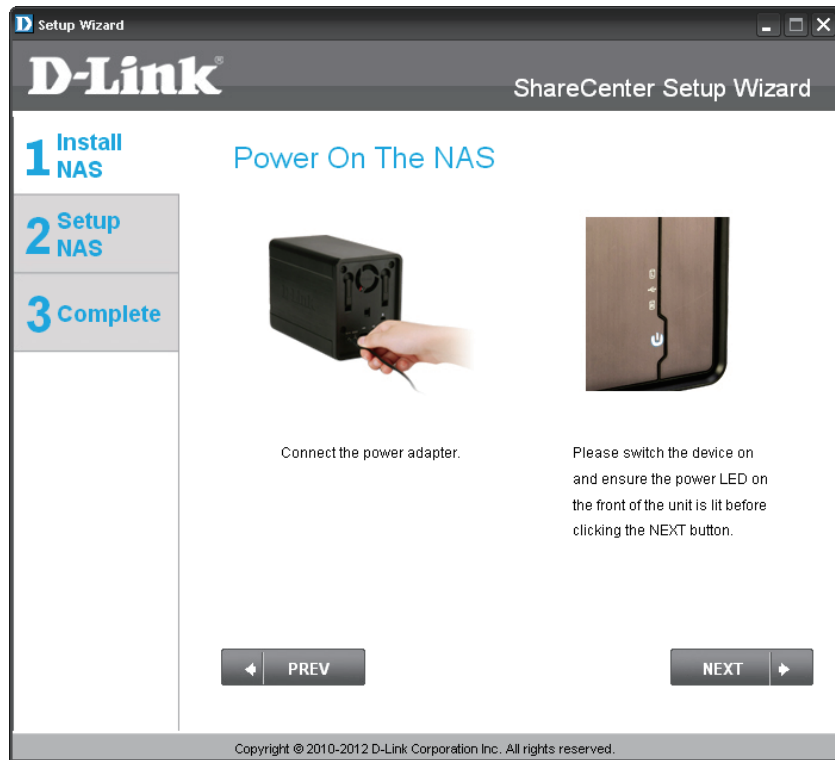 Setup Wizard
D-Link®
ShareCenter Setup Wizard
1 Install
NAS
2 Setup
NAS
3 Complete
Power On The NAS
D-Link
Connect the power adapter.
Please switch the device on
and ensure the power LED on
the front of the unit is lit before
clicking the NEXT button.
PREV
NEXT
Copyright © 2010-2012 D-Link Corporation Inc. All rights reserved.